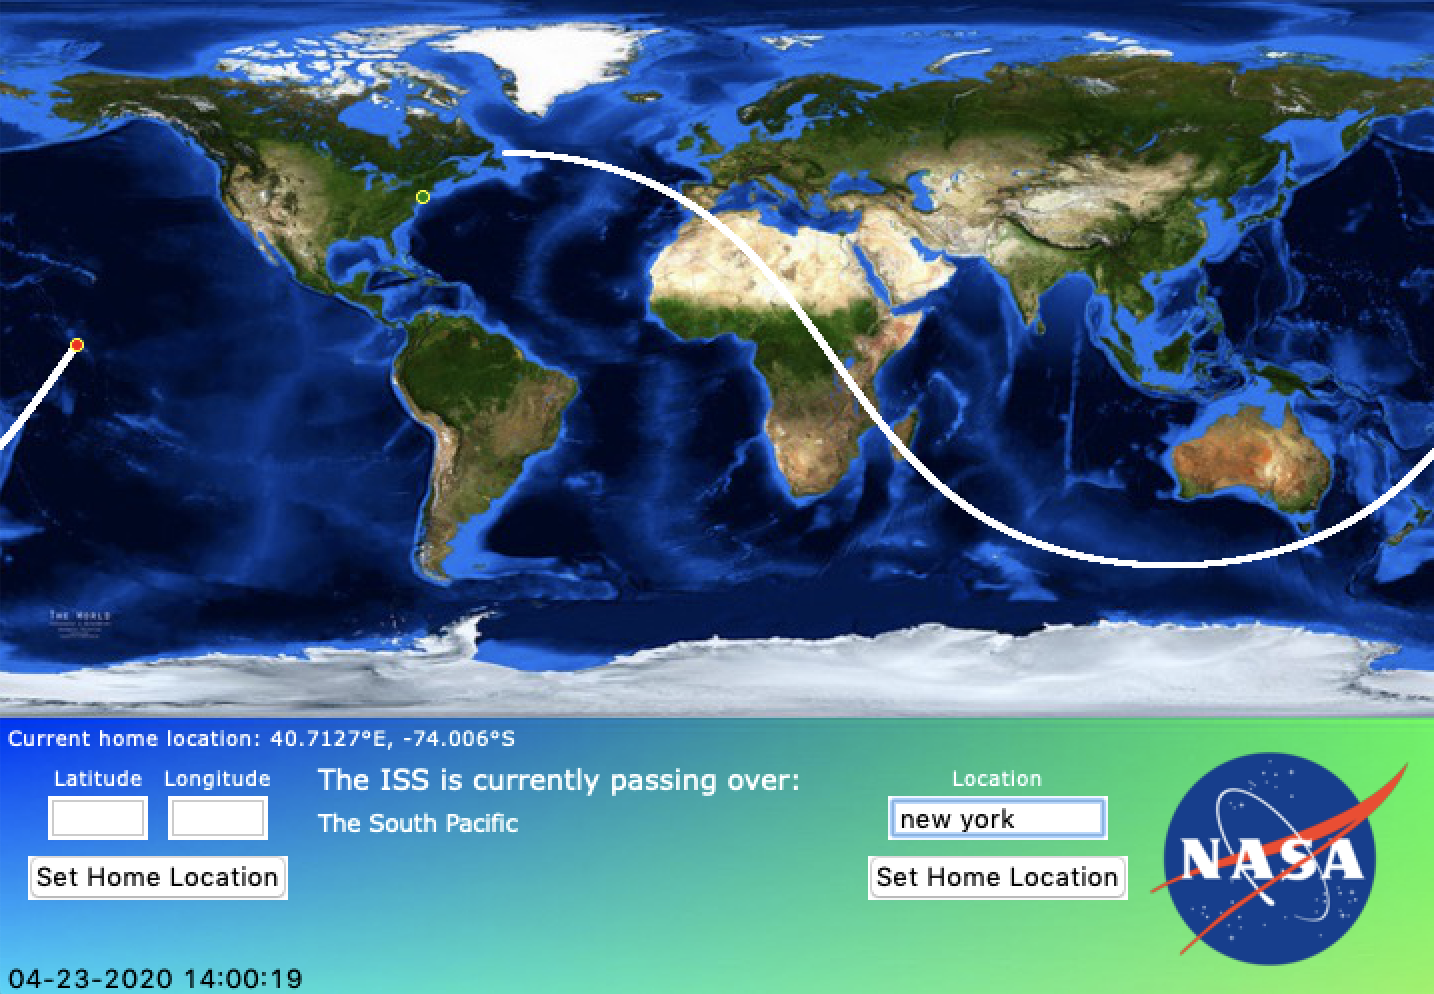 THE WORLD
Current home location: 40.7127°E, -74.006°S
Latitude Longitude
The ISS is currently passing over:
The South Pacific
Location
new york
Set Home Location
Set Home Location
NASA
04-23-2020 14:00:19